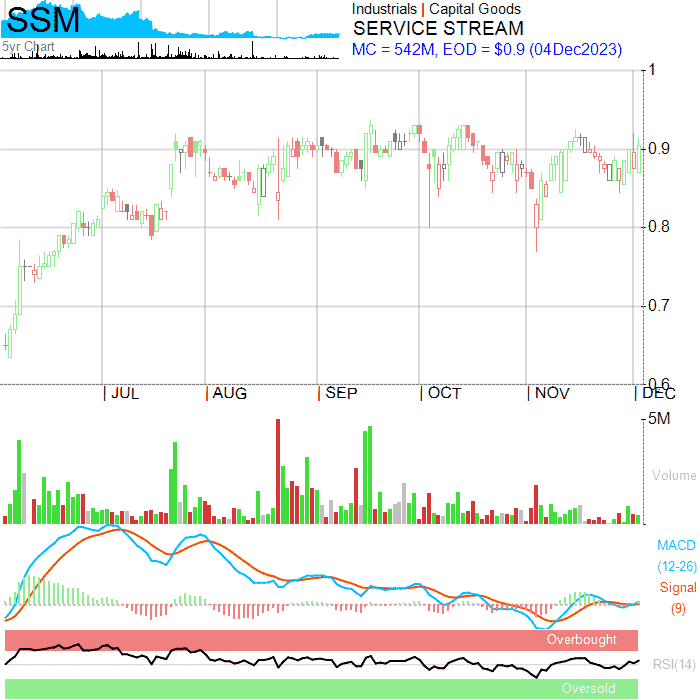 SSM
5yr Chart
Industrials | Capital Goods
SERVICE STREAM
MC = 542M, EOD = $0.9 (04Dec2023)
1
0.9
0.8
0.7
0.6
| JUL | AUG | SEP | OCT | NOV | DEC
5M
Volume
MACD
(12-26)
Signal
(9)
Overbought
RSI(14)
Oversold